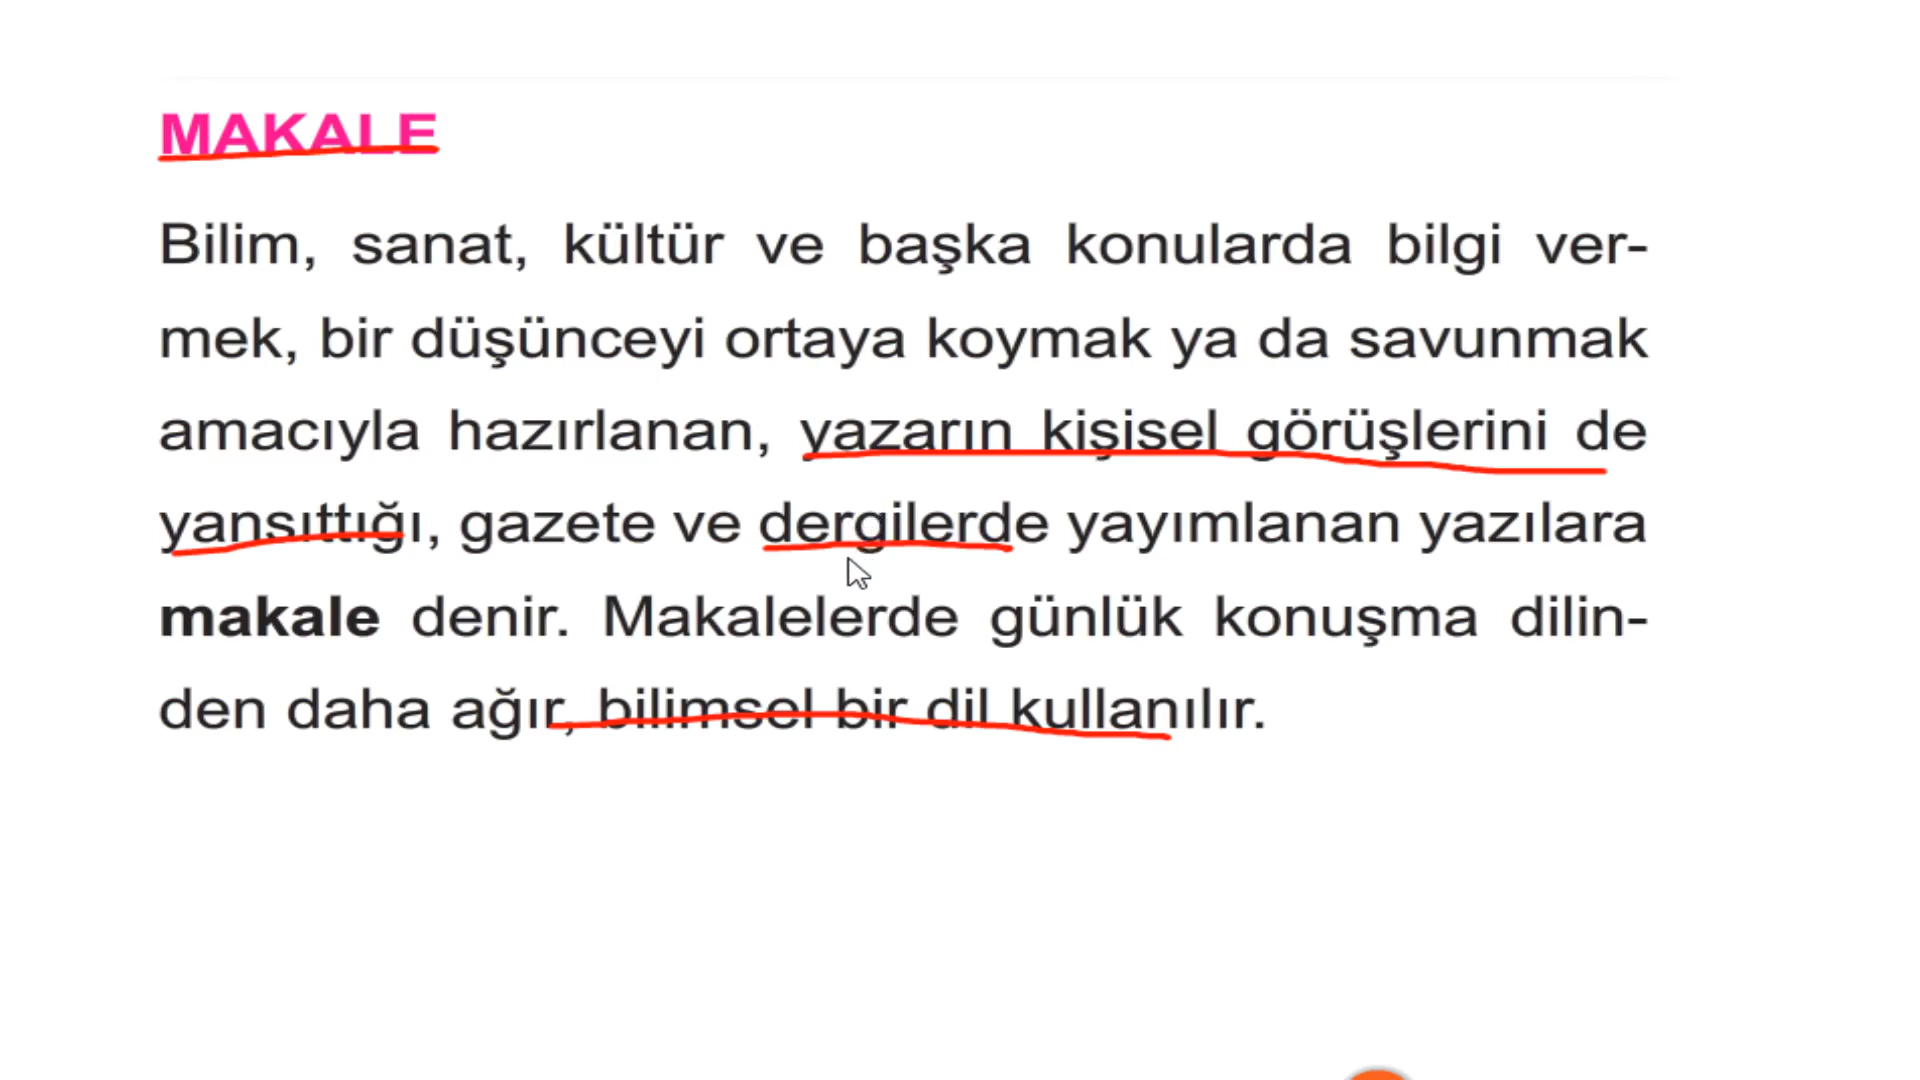 MAKALE
Bilim, sanat, kültür ve başka konularda bilgi ver-
mek, bir düşünceyi ortaya koymak ya da savunmak
amacıyla hazırlanan, yazarın kişisel görüşlerini de
yansıttığı, gazete ve dergilerde yayımlanan yazılara
makale denir. Makalelerde günlük konuşma dilin-
den daha ağır, bilimsel bir dil kullanılır.